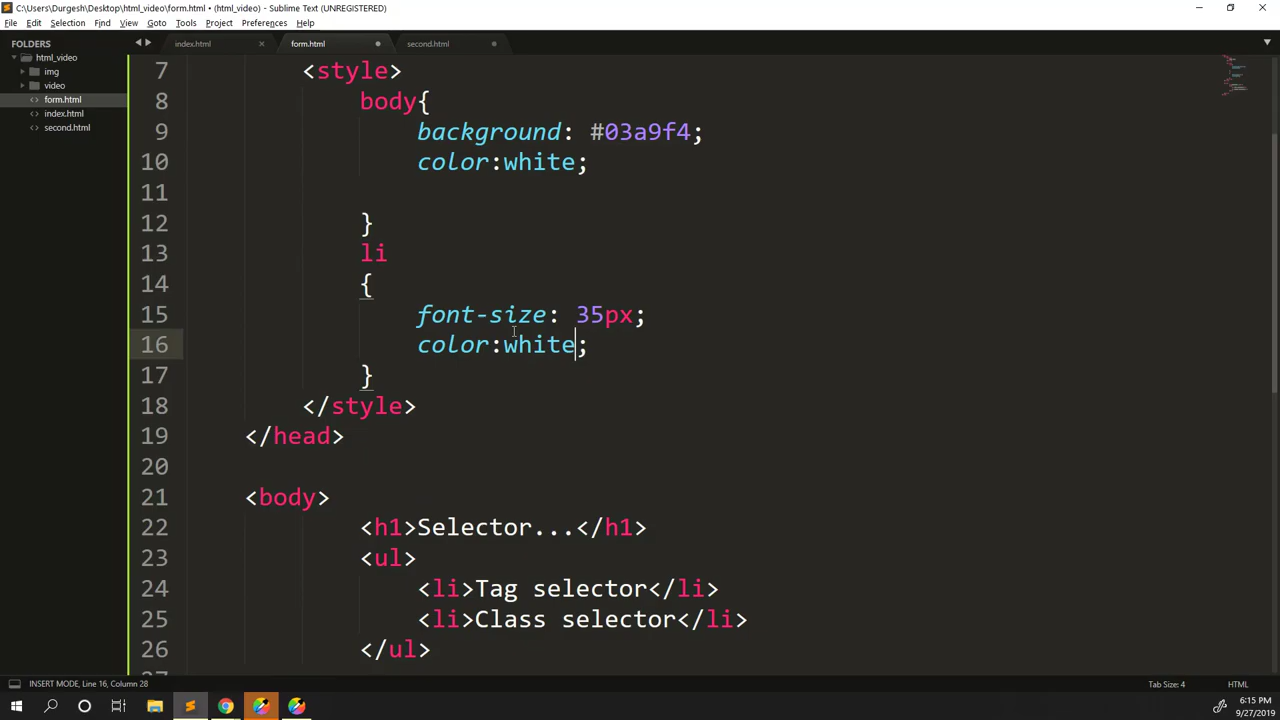 C:\Users\Durgesh\Desktop\html_video\form.html • (html_video) - Sublime Text (UNREGISTERED)
File Edit Selection Find View Goto Tools Project Preferences Help
FOLDERS
html_video
img
video
form.html
index.html
second.html
index.html form.html second.html
7 <style>
8 body{
9 background: #03a9f4;
10 color:white;
11
12 }
13 li
14 {
15 font-size: 35px;
16 color:white;
17 }
18 </style>
19 </head>
20
21 <body>
22 <h1>Selector...</h1>
23 <ul>
24 <li>Tag selector</li>
25 <li>Class selector</li>
26 </ul>
27
INSERT MODE, Line 16, Column 28 Tab Size: 4 HTML
6:15 PM
9/27/2019